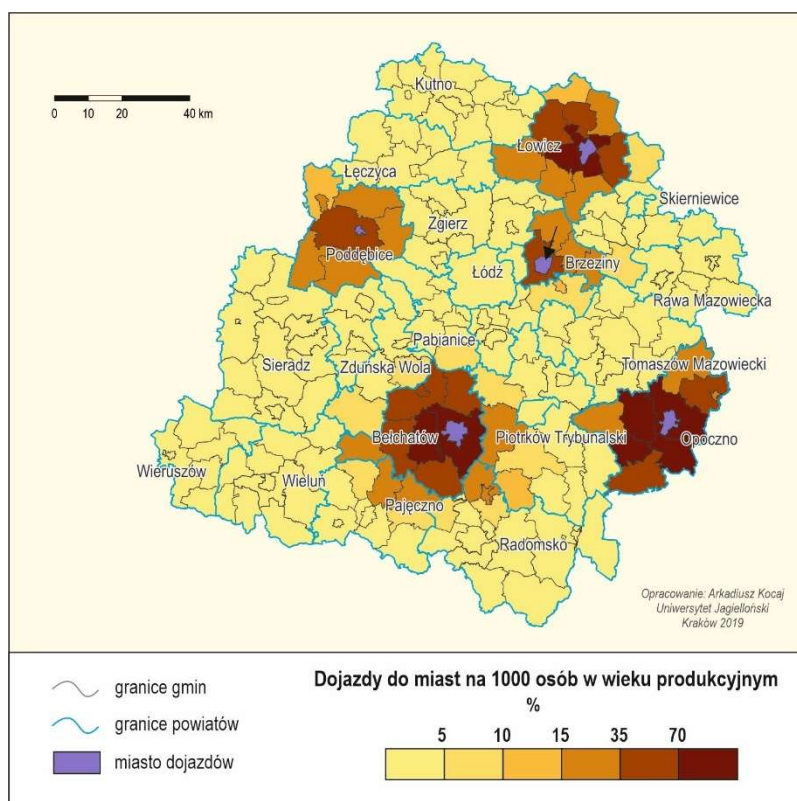 Kutno
0 10 20 40 km
Łowicz
Łęczyca
Skierniewice
Zgierz
Poddębice
Łódź
Brzeziny
Rawa Mazowiecka
Pabianice
Sieradz
Zduńska Wola
Tomaszów Mazowiecki
Bełchatów
Piotrków Trybunalski
Opoczno
Wieruszów
Wieluń
Pajęczno
Radomsko
Opracowanie: Arkadiusz Kocaj
Uniwersytet Jagielloński
Kraków 2019
granice gmin
granice powiatów
miasto dojazdów
Dojazdy do miast na 1000 osób w wieku produkcyjnym
%
5 10 15 35 70